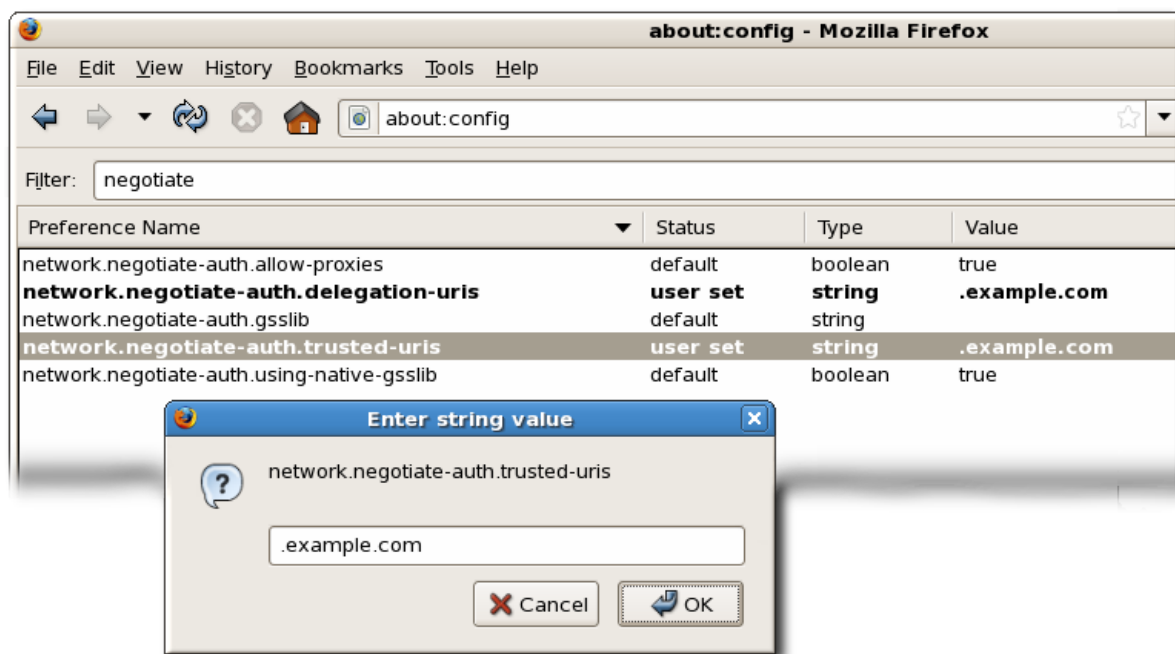 about:config - Mozilla Firefox
File Edit View History Bookmarks Tools Help
about:config
Filter: negotiate
Preference Name Status Type Value
network.negotiate-auth.allow-proxies default boolean true
network.negotiate-auth.delegation-uris user set string .example.com
network.negotiate-auth.gsslib default string
network.negotiate-auth.trusted-uris user set string .example.com
network.negotiate-auth.using-native-gsslib default boolean true
Enter string value
network.negotiate-auth.trusted-uris
.example.com
Cancel OK